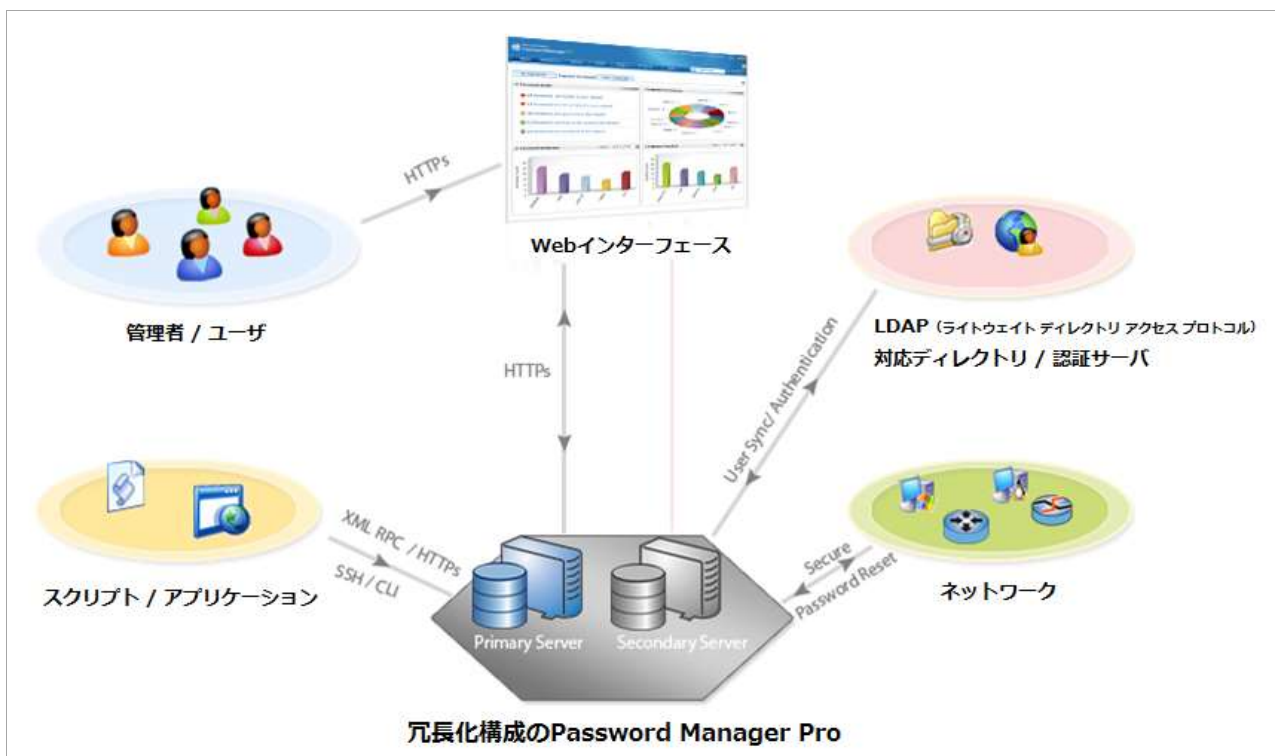 HTTPs
Webインターフェース
管理者 / ユーザ
LDAP （ライトウェイト ディレクトリ アクセス プロトコル）
対応ディレクトリ / 認証サーバ
HTTPs
User Sync/ Authentication
XML RPC / HTTPs
SSH / CLI
スクリプト / アプリケーション
Secure
Password Reset
ネットワーク
Primary Server
Secondary Server
冗長化構成のPassword Manager Pro